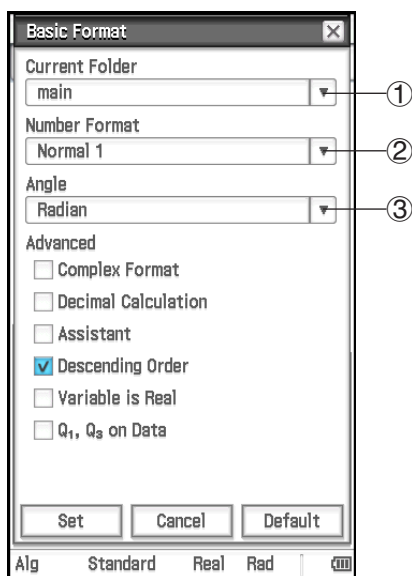 Basic Format
Current Folder
main ①
Number Format
Normal 1 ②
Angle
Radian ③
Advanced
Complex Format
Decimal Calculation
Assistant
Descending Order
Variable is Real
Q₁, Q₃ on Data
Set Cancel Default
Alg Standard Real Rad